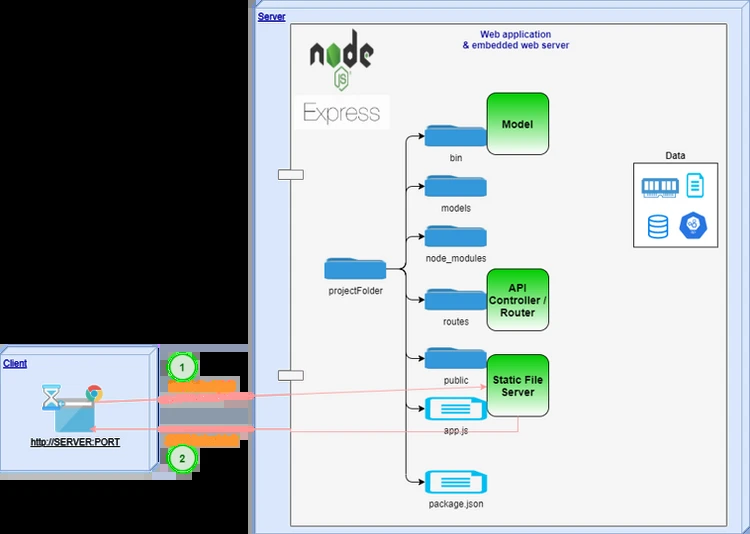 Server
Web application
& embedded web server
node
JS
Express
Model
bin
Data
models
node_modules
projectFolder
API
Controller /
Router
routes
public
Static File
Server
app.js
package.json
Client
http://SERVER:PORT
1
2